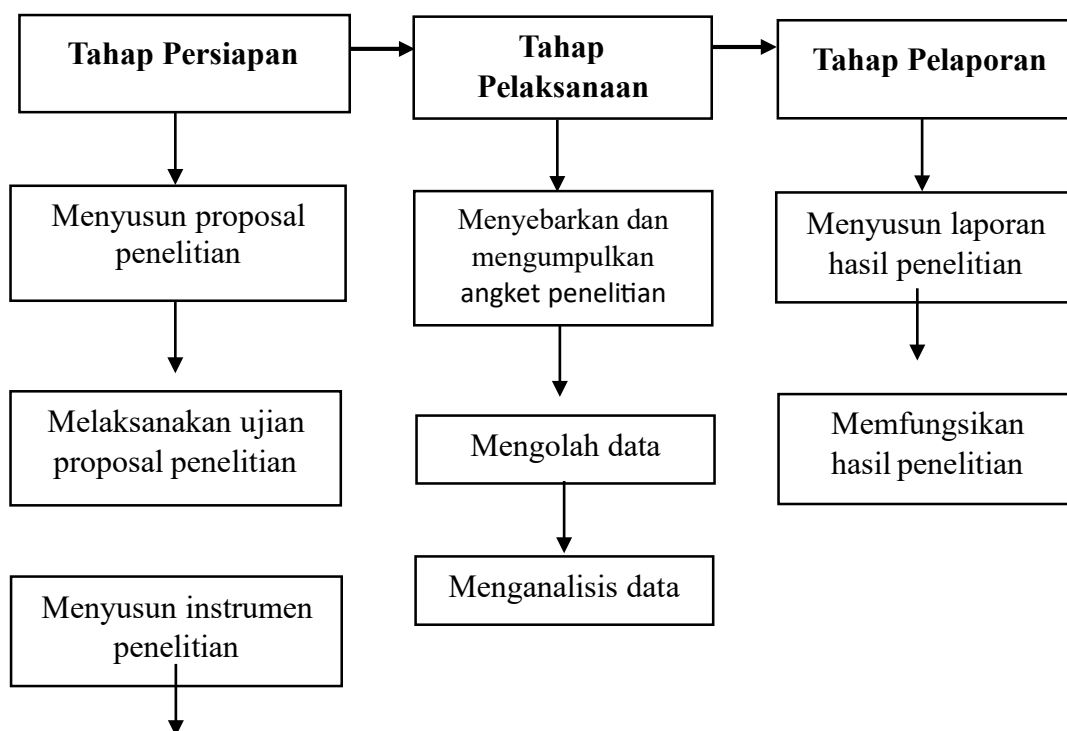 Tahap Persiapan
Menyusun proposal
penelitian
Melaksanakan ujian
proposal penelitian
Menyusun instrumen
penelitian
Tahap
Pelaksanaan
Menyebarkan dan
mengumpulkan
angket penelitian
Mengolah data
Menganalisis data
Tahap Pelaporan
Menyusun laporan
hasil penelitian
Memfungsikan
hasil penelitian